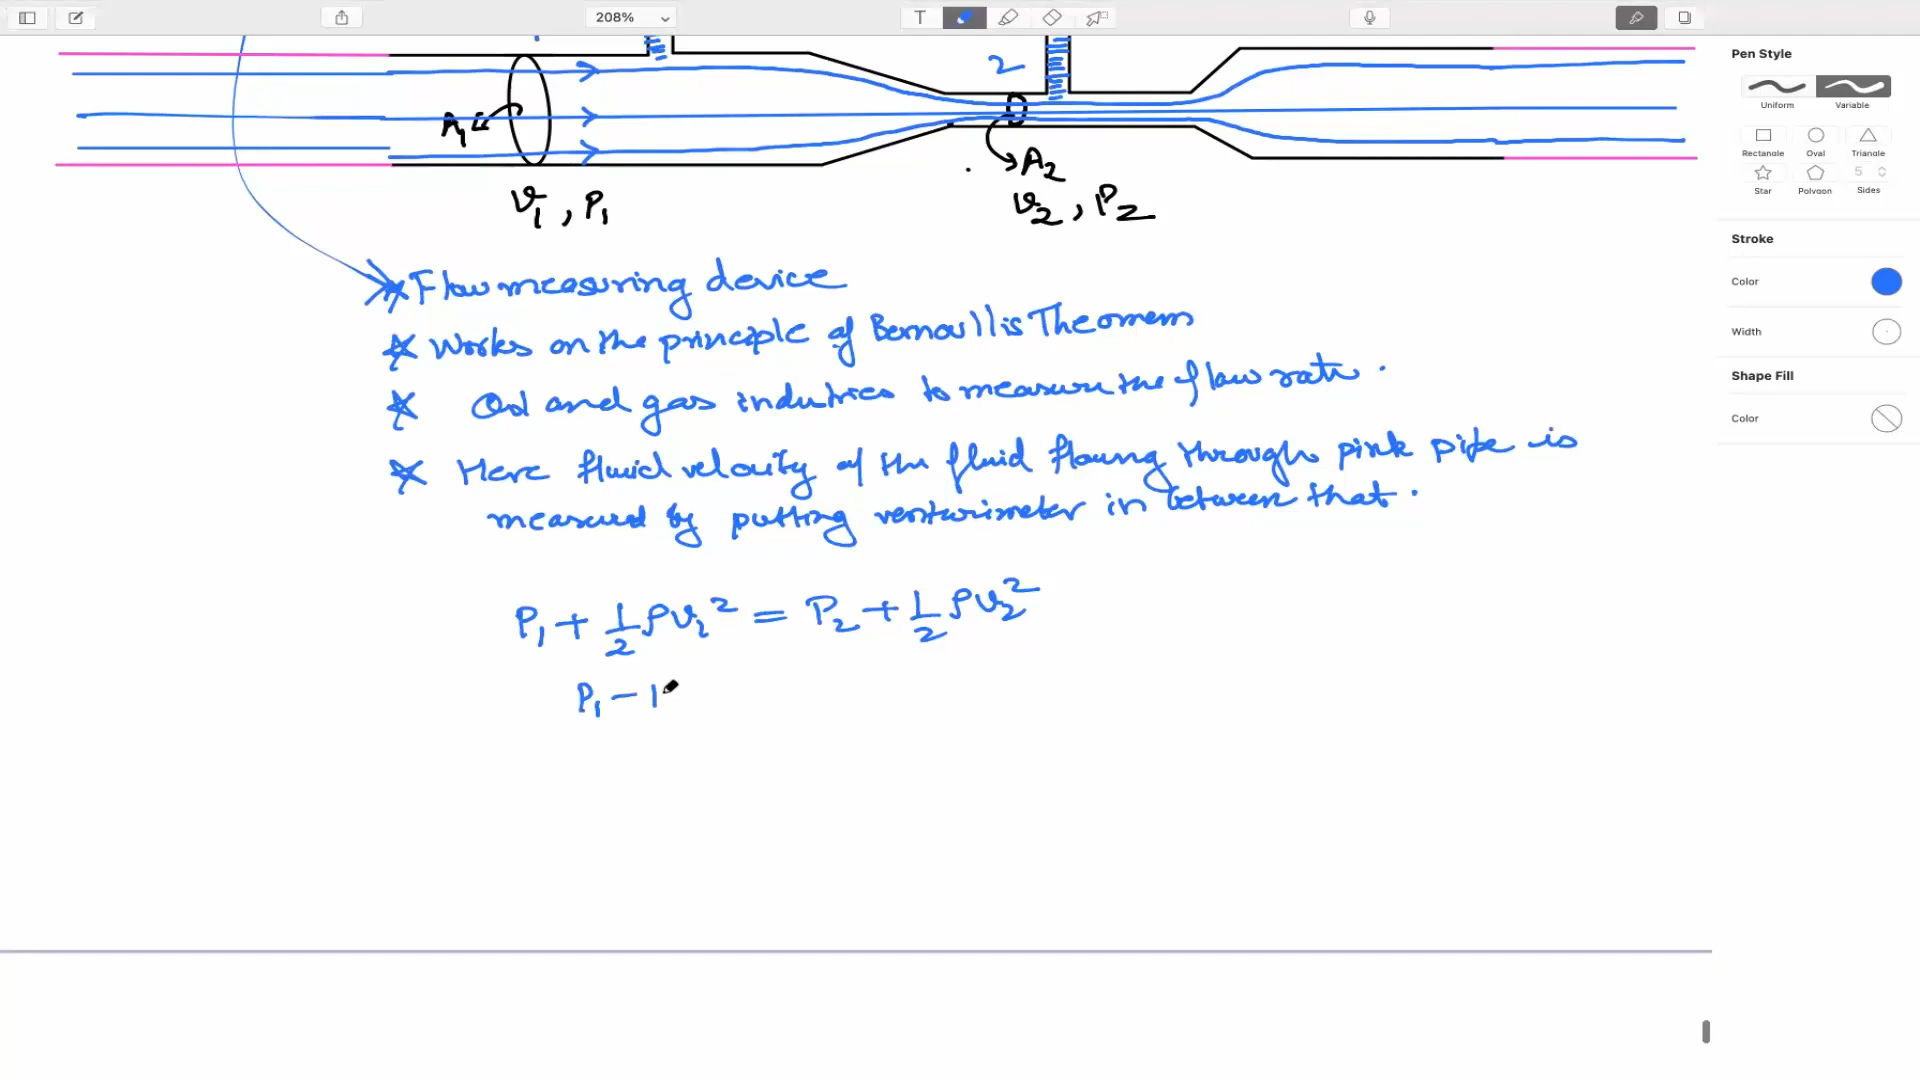 208%
T
Pen Style
Uniform Variable
Rectangle Oval Triangle
Star Polygon 5 Sides
Stroke
Color
Width
Shape Fill
Color
2
A₁
A₂
v₁ , P₁
v₂ , P₂
Flow measuring device
Works on the principle of Bernoullis Theorem
Oil and gas industries to measure the flow rate .
Here fluid velocity of the fluid flowing through pink pipe is
measured by putting venturimeter in between that .
P₁ + 1/2 ρv₁² = P₂ + 1/2 ρv₂²
P₁ –